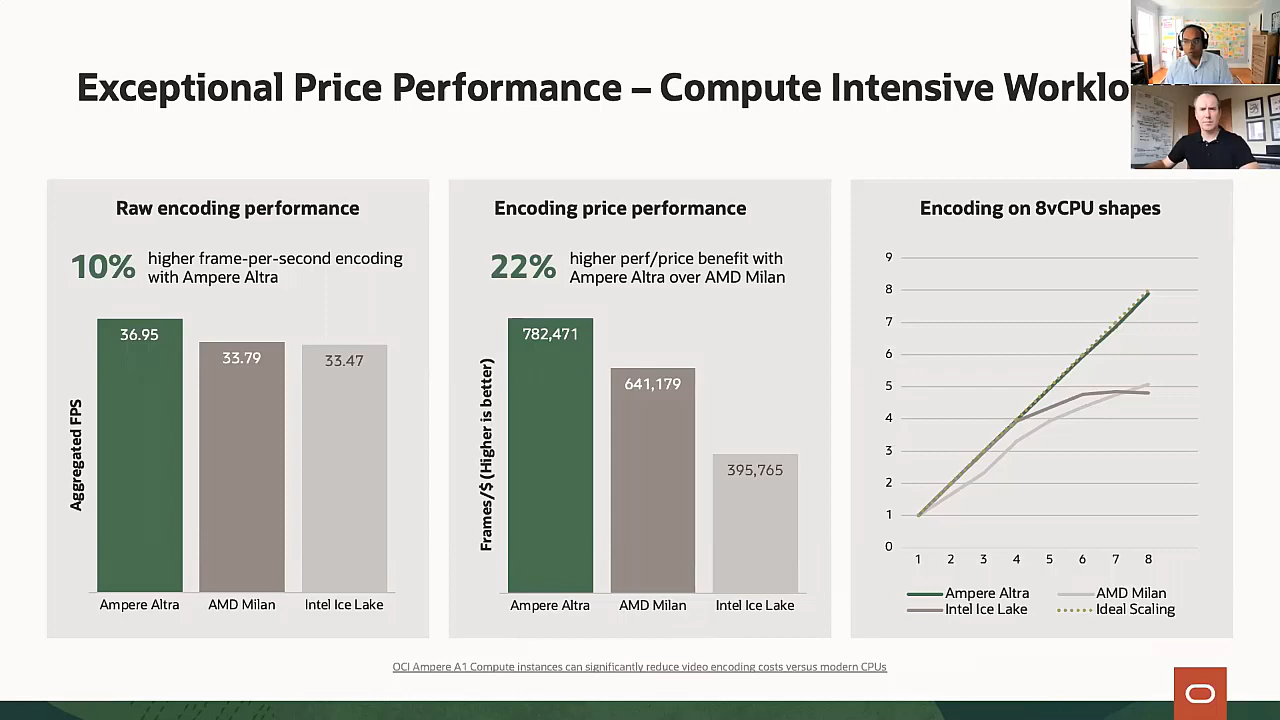 Exceptional Price Performance – Compute Intensive Worklo
Raw encoding performance
10%
higher frame-per-second encoding
with Ampere Altra
Aggregated FPS
36.95
33.79
33.47
Ampere Altra
AMD Milan
Intel Ice Lake
Encoding price performance
22%
higher perf/price benefit with
Ampere Altra over AMD Milan
Frames/$ (Higher is better)
782,471
641,179
395,765
Ampere Altra
AMD Milan
Intel Ice Lake
Encoding on 8vCPU shapes
9
8
7
6
5
4
3
2
1
0
1 2 3 4 5 6 7 8
Ampere Altra
AMD Milan
Intel Ice Lake
Ideal Scaling
OCI Ampere A1 Compute instances can significantly reduce video encoding costs versus modern CPUs